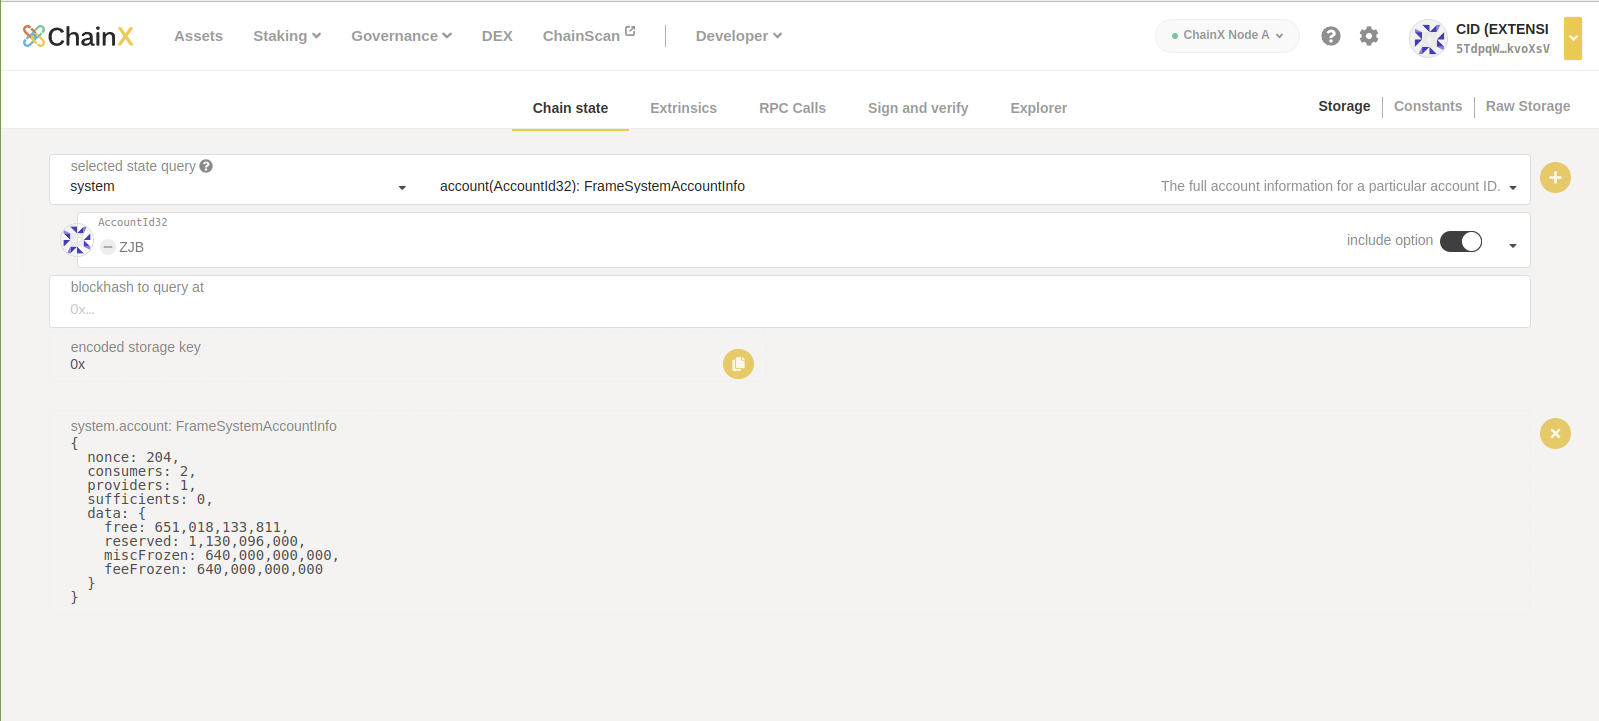 ChainX Assets Staking Governance DEX ChainScan Developer ChainX Node A CID (EXTENSI
5TdpqW…kvoXsV
Chain state Extrinsics RPC Calls Sign and verify Explorer Storage Constants Raw Storage
selected state query
system account(AccountId32): FrameSystemAccountInfo The full account information for a particular account ID.
AccountId32
ZJB include option
blockhash to query at
0x...
encoded storage key
0x
system.account: FrameSystemAccountInfo
{
nonce: 204,
consumers: 2,
providers: 1,
sufficients: 0,
data: {
free: 651,018,133,811,
reserved: 1,130,096,000,
miscFrozen: 640,000,000,000,
feeFrozen: 640,000,000,000
}
}